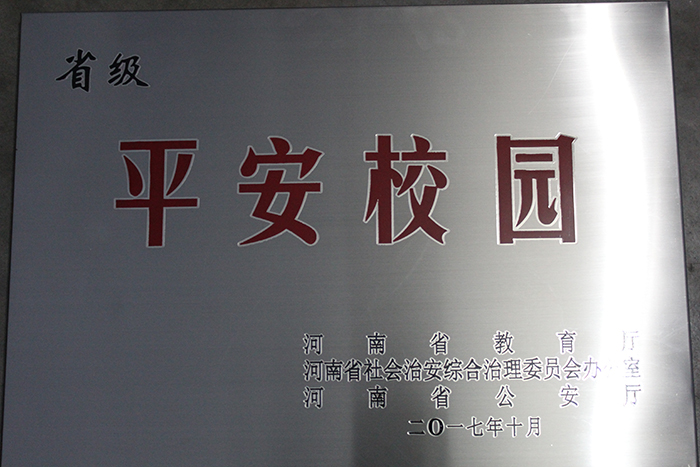 省级
平安校园
河南省教育厅
河南省社会治安综合治理委员会办公室
河南省公安厅
二〇一七年十月